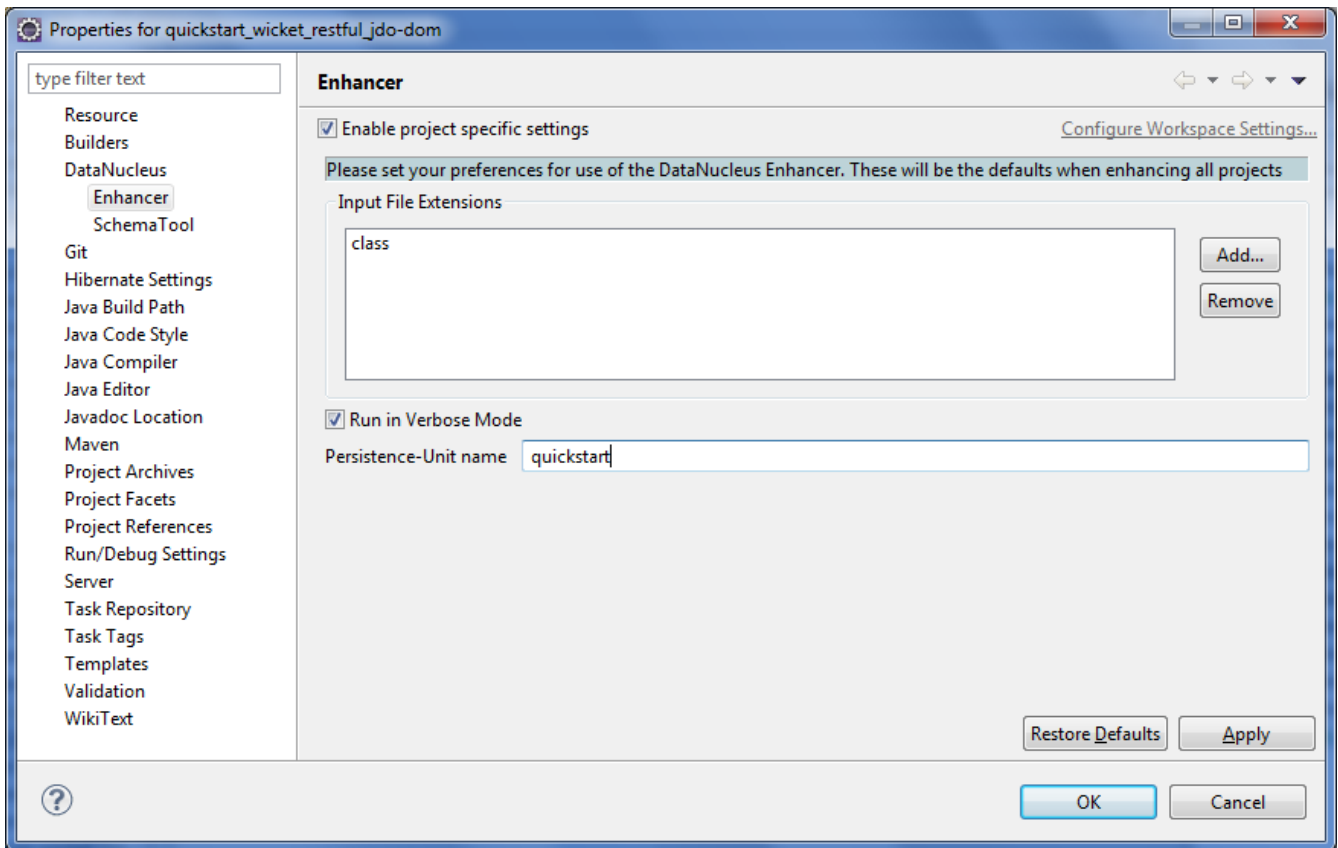 Properties for quickstart_wicket_restful_jdo-dom
type filter text
Resource
Builders
DataNucleus
Enhancer
SchemaTool
Git
Hibernate Settings
Java Build Path
Java Code Style
Java Compiler
Java Editor
Javadoc Location
Maven
Project Archives
Project Facets
Project References
Run/Debug Settings
Server
Task Repository
Task Tags
Templates
Validation
WikiText
Enhancer
Enable project specific settings
Configure Workspace Settings...
Please set your preferences for use of the DataNucleus Enhancer. These will be the defaults when enhancing all projects
Input File Extensions
class
Add...
Remove
Run in Verbose Mode
Persistence-Unit name quickstart
Restore Defaults Apply
? OK Cancel